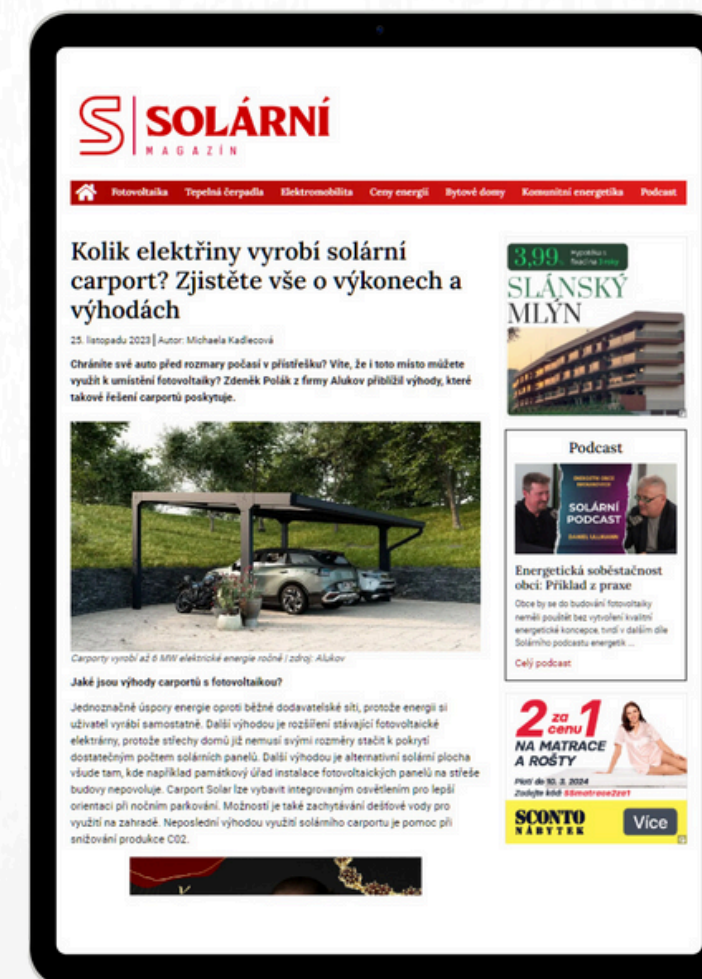 SOLÁRNÍ
MAGAZÍN
Fotovoltaika Tepelná čerpadla Elektromobilita Ceny energií Bytové domy Komunitní energetika Podcast
Kolik elektřiny vyrobí solární
carport? Zjistěte vše o výkonech a
výhodách
25. listopadu 2023 | Autor: Michaela Kadlecová
Chráníte své auto před rozmary počasí v přístřešku? Víte, že i toto místo můžete
využít k umístění fotovoltaiky? Zdeněk Polák z firmy Alukov přiblížil výhody, které
takové řešení carportů poskytuje.
Carporty vyrobí až 6 MW elektrické energie ročně | zdroj: Alukov
Jaké jsou výhody carportů s fotovoltaikou?
Jednoznačně úspory energie oproti běžné dodavatelské síti, protože energii si
uživatel vyrábí samostatně. Další výhodou je rozšíření stávající fotovoltaické
elektrárny, protože střechy domů již nemusí svými rozměry stačit k pokrytí
dostatečným počtem solárních panelů. Další výhodou je alternativní solární plocha
všude tam, kde například památkový úřad instalace fotovoltaických panelů na střeše
budovy nepovoluje. Carport Solar lze vybavit integrovaným osvětlením pro lepší
orientaci při nočním parkování. Možností je také zachytávání dešťové vody pro
využití na zahradě. Neposlední výhodou využití solárního carportu je pomoc při
snižování produkce C02.
3,99
SLÁNSKÝ
MLÝN
Podcast
SOLÁRNÍ
PODCAST
DANIEL ULLMANN
Energetická soběstačnost
obcí: Příklad z praxe
Obce by se do budování fotovoltaiky
neměli pouštět bez vytvoření kvalitní
energetické koncepce, tvrdí v dalším díle
Solárního podcastu energetik ...
Celý podcast
2 za 1
cenu
NA MATRACE
A ROŠTY
Platí do 10. 3. 2024
Zadejte kód: SSmatrace2za1
SCONTO
NÁBYTEK
Více